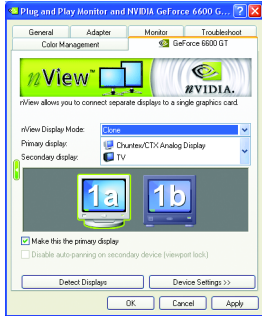 Plug and Play Monitor and NVIDIA GeForce 6600 G...
General
Adapter
Monitor
Troubleshoot
Color Management
GeForce 6600 GT
nView™
NVIDIA.
nView allows you to connect separate displays to a single graphics card.
nView Display Mode:
Clone
Primary display:
Chuntex/CTX Analog Display
Secondary display:
TV
1a
1b
Make this the primary display
Disable auto-panning on secondary device (viewport lock)
Detect Displays
Device Settings >>
OK
Cancel
Apply